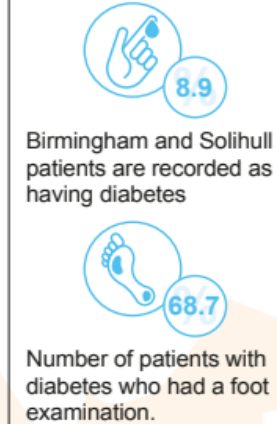 %
8.9
Birmingham and Solihull
patients are recorded as
having diabetes
%
68.7
Number of patients with
diabetes who had a foot
examination.